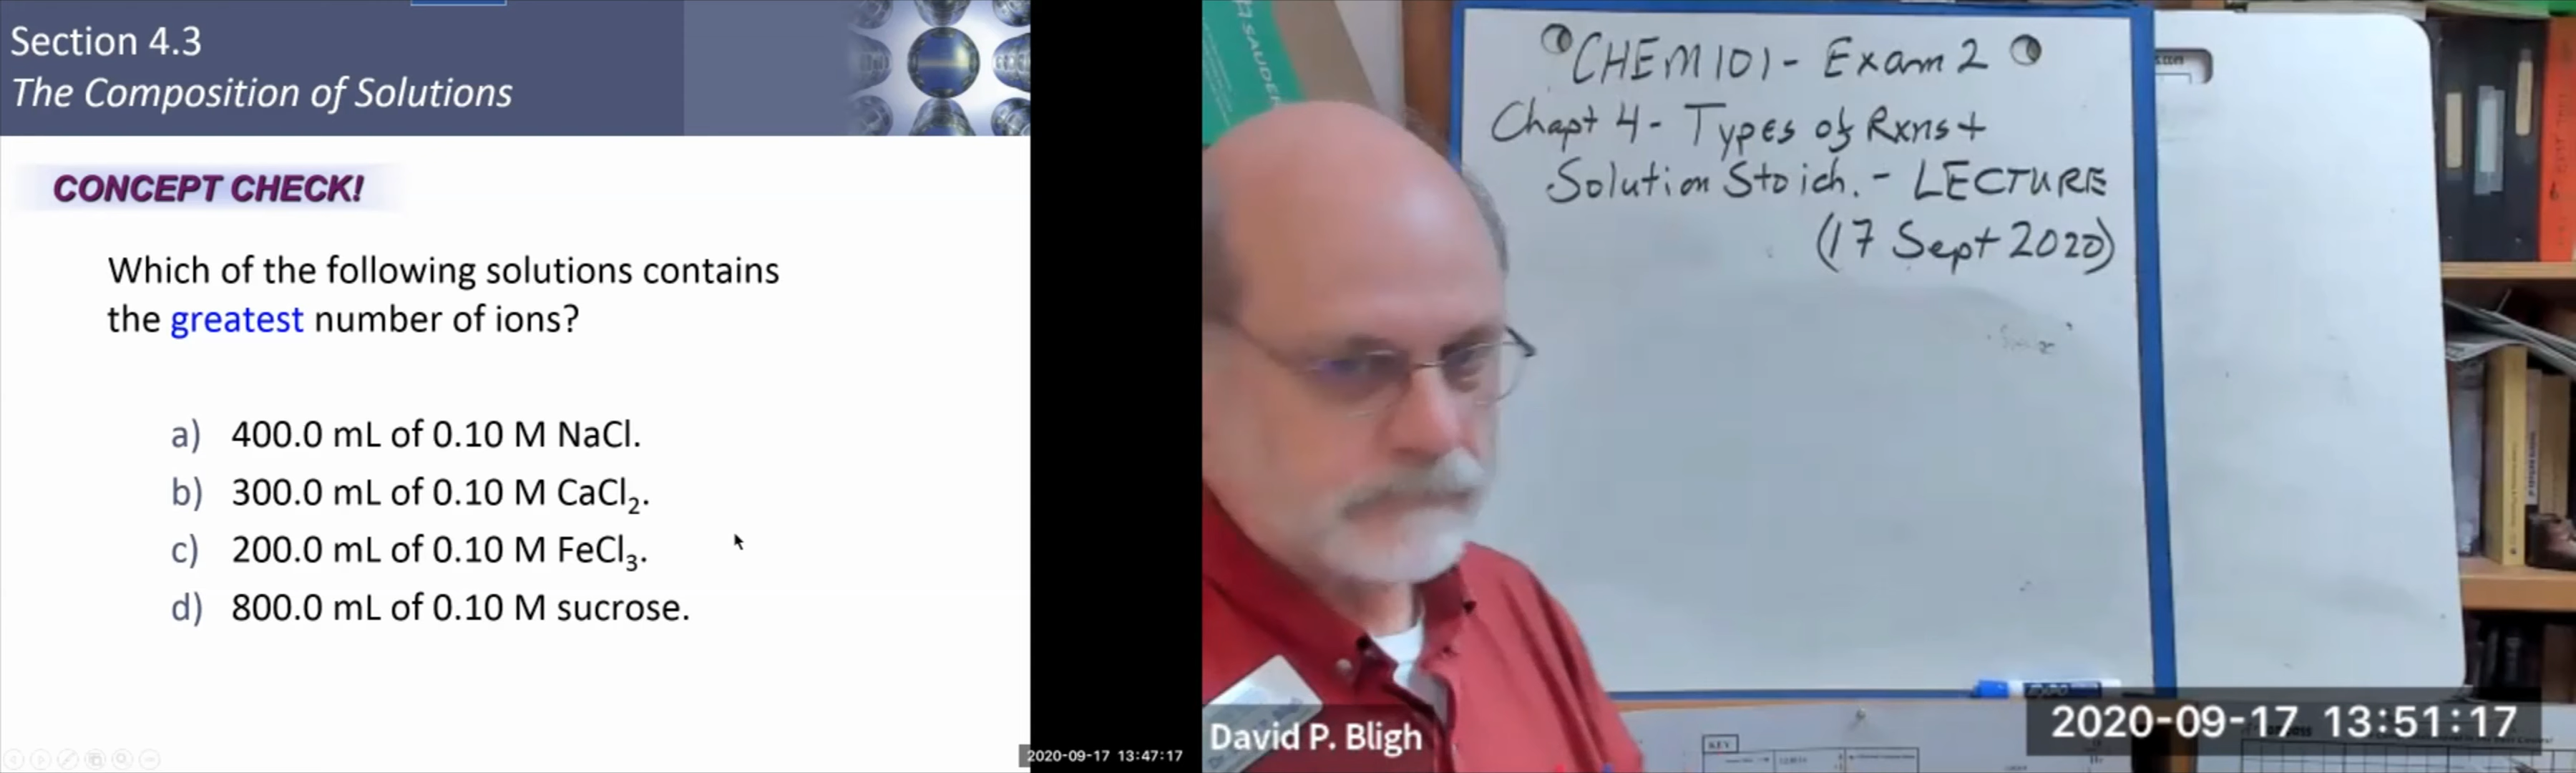 Section 4.3
The Composition of Solutions
CONCEPT CHECK!
Which of the following solutions contains
the greatest number of ions?
a) 400.0 mL of 0.10 M NaCl.
b) 300.0 mL of 0.10 M CaCl₂.
c) 200.0 mL of 0.10 M FeCl₃.
d) 800.0 mL of 0.10 M sucrose.
2020-09-17 13:47:17
SAUDER
CHEM 101 - Exam 2
Chapt 4 - Types of Rxns +
Solution Stoich. - LECTURE
(17 Sept 2020)
EXPO
David P. Bligh
KEY
2020-09-17 13:51:17